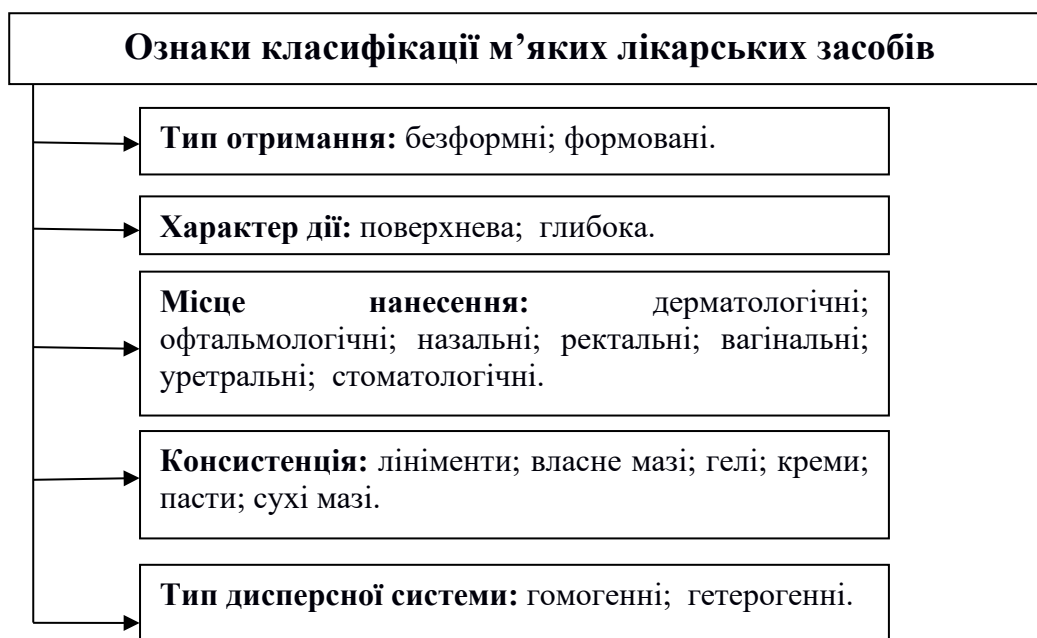 Ознаки класифікації м’яких лікарських засобів
Тип отримання: безформні; формовані.
Характер дії: поверхнева; глибока.
Місце нанесення: дерматологічні;
офтальмологічні; назальні; ректальні; вагінальні;
уретральні; стоматологічні.
Консистенція: лініменти; власне мазі; гелі; креми;
пасти; сухі мазі.
Тип дисперсної системи: гомогенні; гетерогенні.